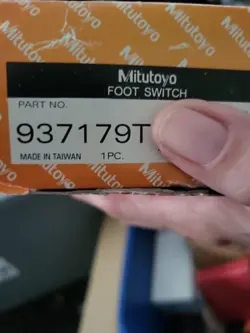 Mitutoyo
FOOT SWITCH
PART NO.
937179T
MADE IN TAIWAN 1PC.